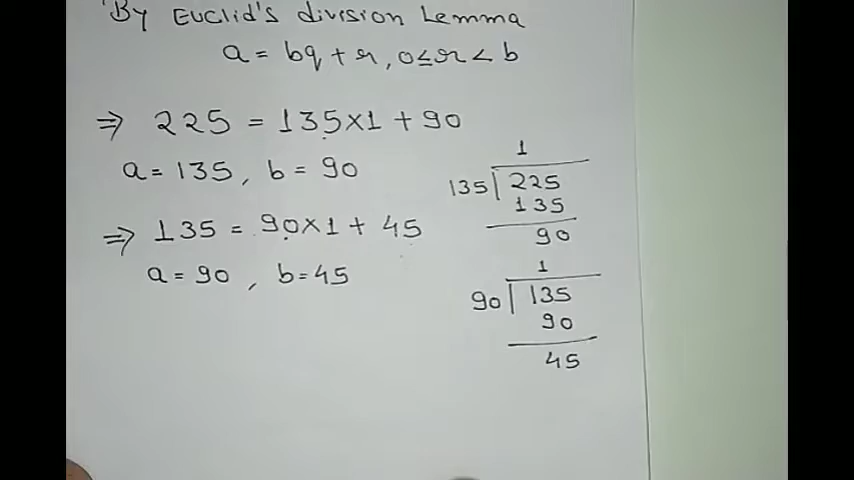 By Euclid's division Lemma
a = bq + r, 0≤r< b
⇒ 225 = 135×1 + 90
a = 135, b = 90
⇒ 135 = 90×1 + 45
a = 90, b=45
1
135 225
135
90
1
90 135
90
45